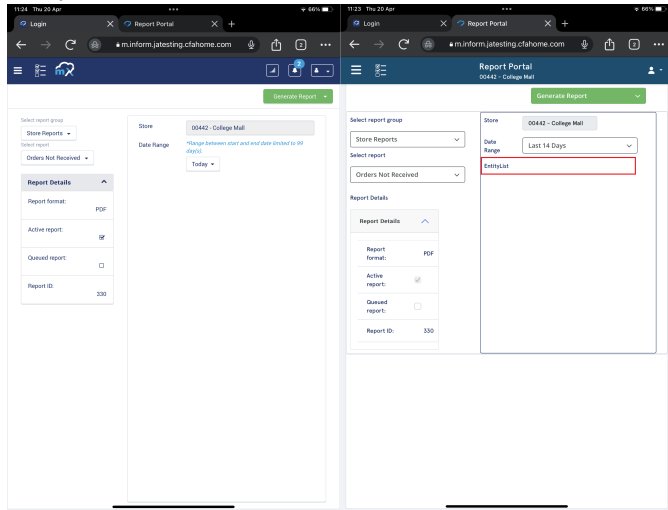 11:24 Thu 20 Apr
66%
Login
Report Portal
m.inform.jatesting.cfahome.com
2
mx
2
Generate Report
Select report group
Store Reports
Select report
Orders Not Received
Report Details
Report format:
PDF
Active report:
Queued report:
Report ID:
330
Store
00442 - College Mall
Date Range
*Range between start and end date limited to 99
day(s).
Today
11:23 Thu 20 Apr
66%
Login
Report Portal
m.inform.jatesting.cfahome.com
2
Report Portal
00442 - College Mall
Generate Report
Select report group
Store Reports
Select report
Orders Not Received
Report Details
Report Details
Report
format:
PDF
Active
report:
Queued
report:
Report ID:
330
Store
00442 - College Mall
Date
Range
Last 14 Days
EntityList